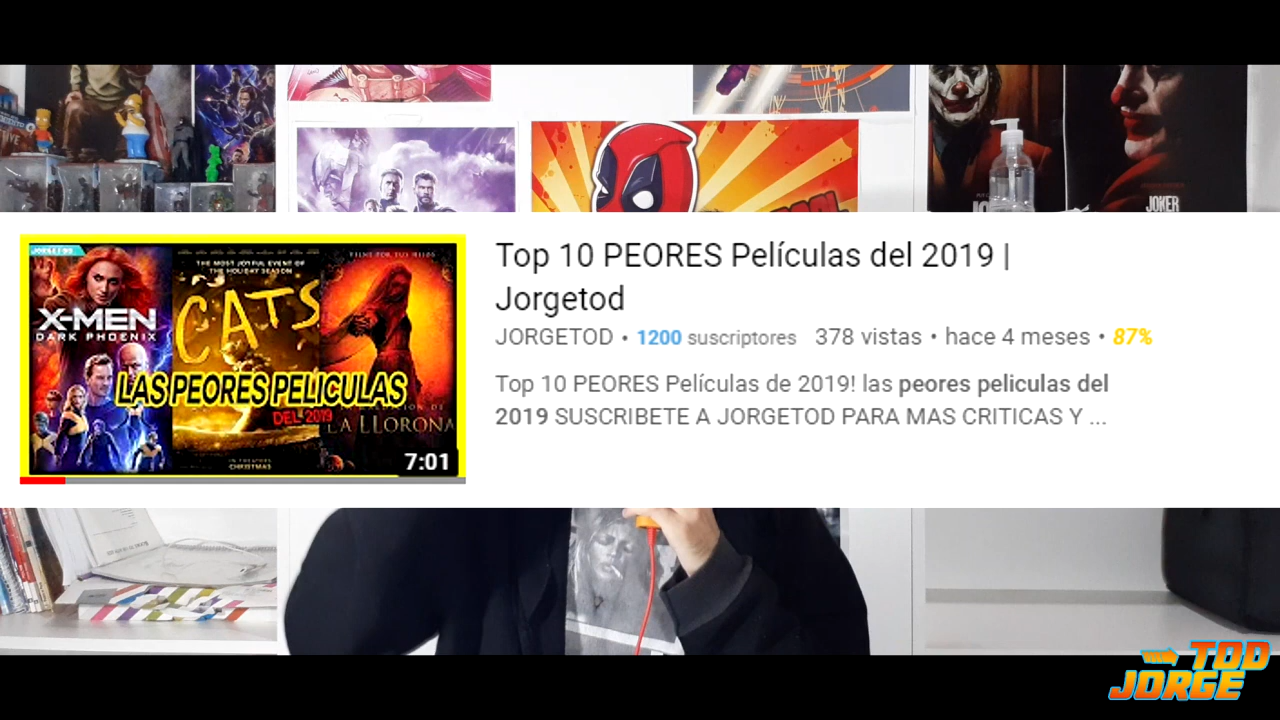 JOKER
JORGETOD
Top 10 PEORES Películas del 2019 |
Jorgetod
JORGETOD • 1200 suscriptores 378 vistas • hace 4 meses • 87%
Top 10 PEORES Películas de 2019! las peores peliculas del
2019 SUSCRIBETE A JORGETOD PARA MAS CRITICAS Y ...
THE MOST JOYFUL EVENT OF
THE HOLIDAY SEASON
CATS
X-MEN
DARK PHOENIX
LAS PEORES PELICULAS
DEL 2019
LA LLORONA
IN THEATERS
CHRISTMAS
7:01
TOD
JORGE